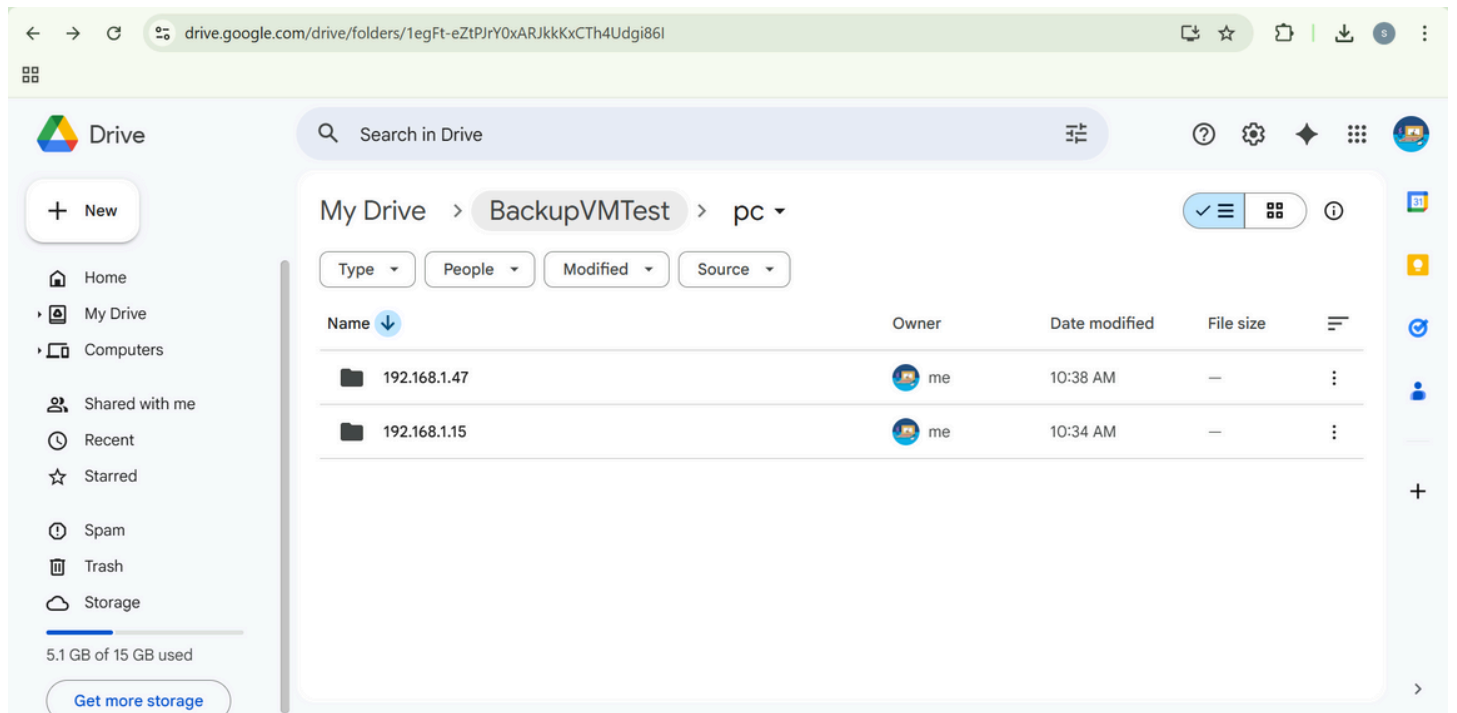 drive.google.com/drive/folders/1egFt-eZtPJrY0xARJkkKxCTh4Udgi86I
S
Drive
Search in Drive
New
My Drive > BackupVMTest > pc
31
Type People Modified Source
Home
My Drive
Computers
Shared with me
Recent
Starred
Spam
Trash
Storage
5.1 GB of 15 GB used
Get more storage
Name Owner Date modified File size
192.168.1.47 me 10:38 AM —
192.168.1.15 me 10:34 AM —